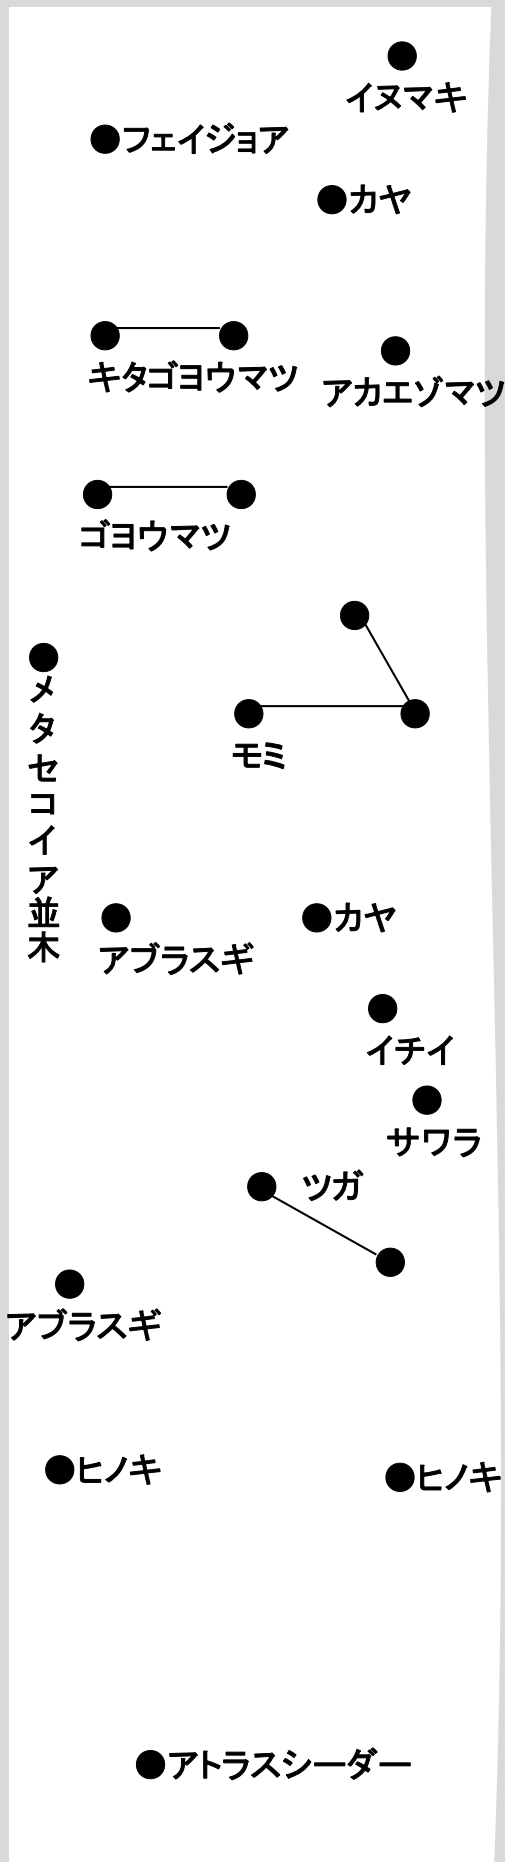 イヌマキ
フェイジョア
カヤ
キタゴヨウマツ
アカエゾマツ
ゴヨウマツ
メタセコイア並木
モミ
アブラスギ
カヤ
イチイ
サワラ
ツガ
アブラスギ
ヒノキ
ヒノキ
アトラスシーダー